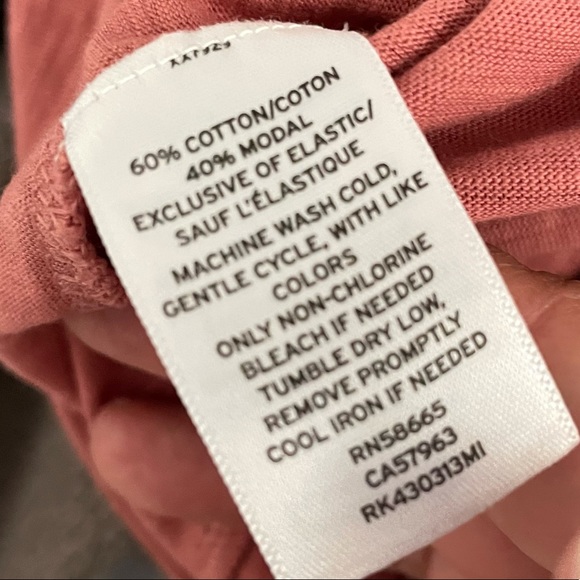 60% COTTON/COTON
40% MODAL
EXCLUSIVE OF ELASTIC/
SAUF L'ÉLASTIQUE
MACHINE WASH COLD,
GENTLE CYCLE, WITH LIKE
COLORS
ONLY NON-CHLORINE
BLEACH IF NEEDED
TUMBLE DRY LOW,
REMOVE PROMPTLY
COOL IRON IF NEEDED
RN58665
CA57963
RK430313MI